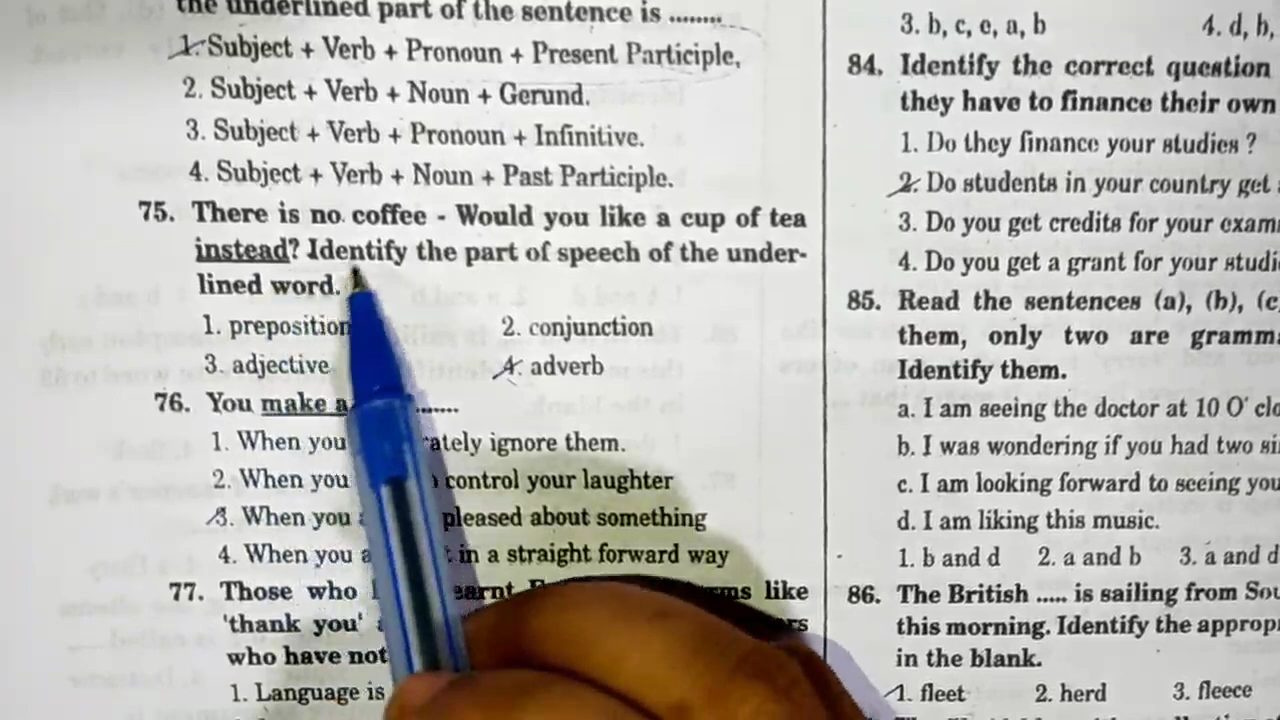 the underlined part of the sentence is ........
1. Subject + Verb + Pronoun + Present Participle,
2. Subject + Verb + Noun + Gerund.
3. Subject + Verb + Pronoun + Infinitive.
4. Subject + Verb + Noun + Past Participle.
75. There is no coffee - Would you like a cup of tea
instead? Identify the part of speech of the under-
lined word.
1. preposition 2. conjunction
3. adjective 4. adverb
76. You make a ........
1. When you rately ignore them.
2. When you control your laughter
3. When you pleased about something
4. When you in a straight forward way
77. Those who earnt like
'thank you'
who have not
1. Language is
3. b, c, e, a, b 4. d, b,
84. Identify the correct question
they have to finance their own
1. Do they finance your studies ?
2. Do students in your country get
3. Do you get credits for your exam
4. Do you get a grant for your studi
85. Read the sentences (a), (b), (c
them, only two are gramma
Identify them.
a. I am seeing the doctor at 10 O' clo
b. I was wondering if you had two si
c. I am looking forward to seeing you
d. I am liking this music.
1. b and d 2. a and b 3. a and d
86. The British ..... is sailing from Sou
this morning. Identify the approp
in the blank.
1. fleet 2. herd 3. fleece